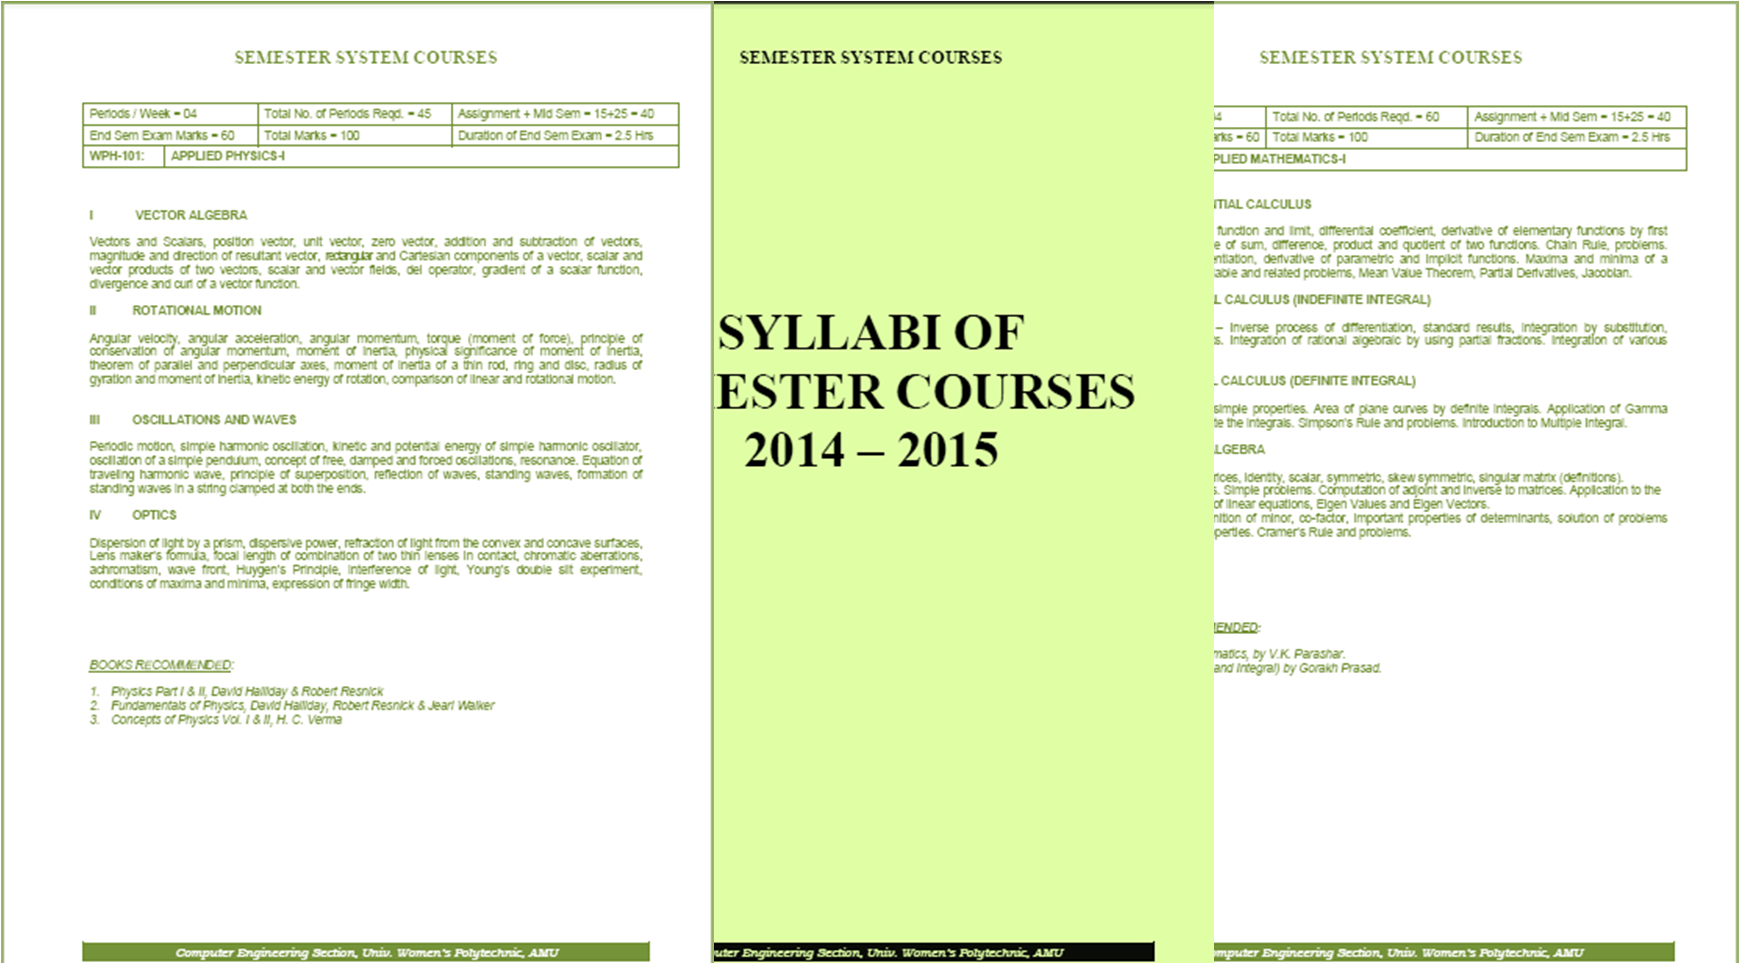 SEMESTER SYSTEM COURSES
Periods / Week = 04 Total No. of Periods Reqd. = 45 Assignment + Mid Sem = 15+25 = 40
End Sem Exam Marks = 60 Total Marks = 100 Duration of End Sem Exam = 2.5 Hrs
WPH-101: APPLIED PHYSICS-I
I VECTOR ALGEBRA
Vectors and Scalars, position vector, unit vector, zero vector, addition and subtraction of vectors,
magnitude and direction of resultant vector, rectangular and Cartesian components of a vector, scalar and
vector products of two vectors, scalar and vector fields, del operator, gradient of a scalar function,
divergence and curl of a vector function.
II ROTATIONAL MOTION
Angular velocity, angular acceleration, angular momentum, torque (moment of force), principle of
conservation of angular momentum, moment of inertia, physical significance of moment of inertia,
theorem of parallel and perpendicular axes, moment of inertia of a thin rod, ring and disc, radius of
gyration and moment of inertia, kinetic energy of rotation, comparison of linear and rotational motion.
III OSCILLATIONS AND WAVES
Periodic motion, simple harmonic oscillation, kinetic and potential energy of simple harmonic oscillator,
oscillation of a simple pendulum, concept of free, damped and forced oscillations, resonance. Equation of
traveling harmonic wave, principle of superposition, reflection of waves, standing waves, formation of
standing waves in a string clamped at both the ends.
IV OPTICS
Dispersion of light by a prism, dispersive power, refraction of light from the convex and concave surfaces,
Lens maker's formula, focal length of combination of two thin lenses in contact, chromatic aberrations,
achromatism, wave front, Huygen's Principle, interference of light, Young's double slit experiment,
conditions of maxima and minima, expression of fringe width.
BOOKS RECOMMENDED:
1. Physics Part I & II, David Halliday & Robert Resnick
2. Fundamentals of Physics, David Halliday, Robert Resnick & Jearl Walker
3. Concepts of Physics Vol. I & II, H. C. Verma
Computer Engineering Section, Univ. Women's Polytechnic, AMU
SEMESTER SYSTEM COURSES
SYLLABI OF
ESTER COURSES
2014 – 2015
uter Engineering Section, Univ. Women's Polytechnic, AMU
SEMESTER SYSTEM COURSES
04 Total No. of Periods Reqd. = 60 Assignment + Mid Sem = 15+25 = 40
rks = 60 Total Marks = 100 Duration of End Sem Exam = 2.5 Hrs
PLIED MATHEMATICS-I
NTIAL CALCULUS
function and limit, differential coefficient, derivative of elementary functions by first
e of sum, difference, product and quotient of two functions. Chain Rule, problems.
entiation, derivative of parametric and implicit functions. Maxima and minima of a
able and related problems, Mean Value Theorem, Partial Derivatives, Jacobian.
L CALCULUS (INDEFINITE INTEGRAL)
– Inverse process of differentiation, standard results, integration by substitution,
s. Integration of rational algebraic by using partial fractions. Integration of various
L CALCULUS (DEFINITE INTEGRAL)
simple properties. Area of plane curves by definite integrals. Application of Gamma
te the integrals. Simpson's Rule and problems. Introduction to Multiple Integral.
LGEBRA
rices, identity, scalar, symmetric, skew symmetric, singular matrix (definitions).
s. Simple problems. Computation of adjoint and inverse to matrices. Application to the
of linear equations, Eigen Values and Eigen Vectors.
nition of minor, co-factor, important properties of determinants, solution of problems
perties. Cramer's Rule and problems.
ENDED:
matics, by V.K. Parashar.
and Integral) by Gorakh Prasad.
mputer Engineering Section, Univ. Women's Polytechnic, AMU